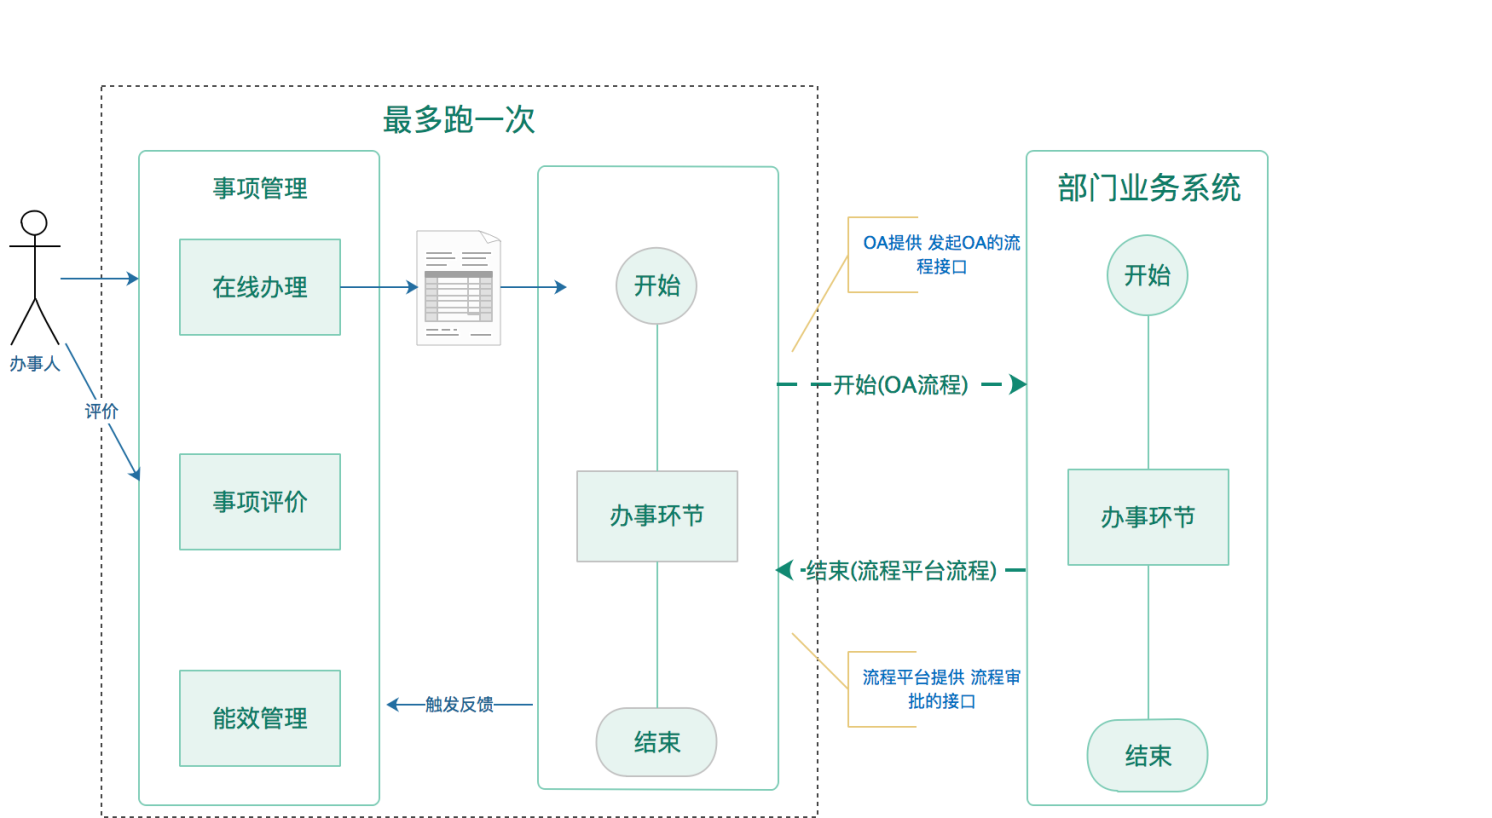 最多跑一次
事项管理
在线办理
事项评价
能效管理
办事人
评价
开始
办事环节
结束
触发反馈
OA提供 发起OA的流
程接口
开始(OA流程)
结束(流程平台流程)
流程平台提供 流程审
批的接口
部门业务系统
开始
办事环节
结束